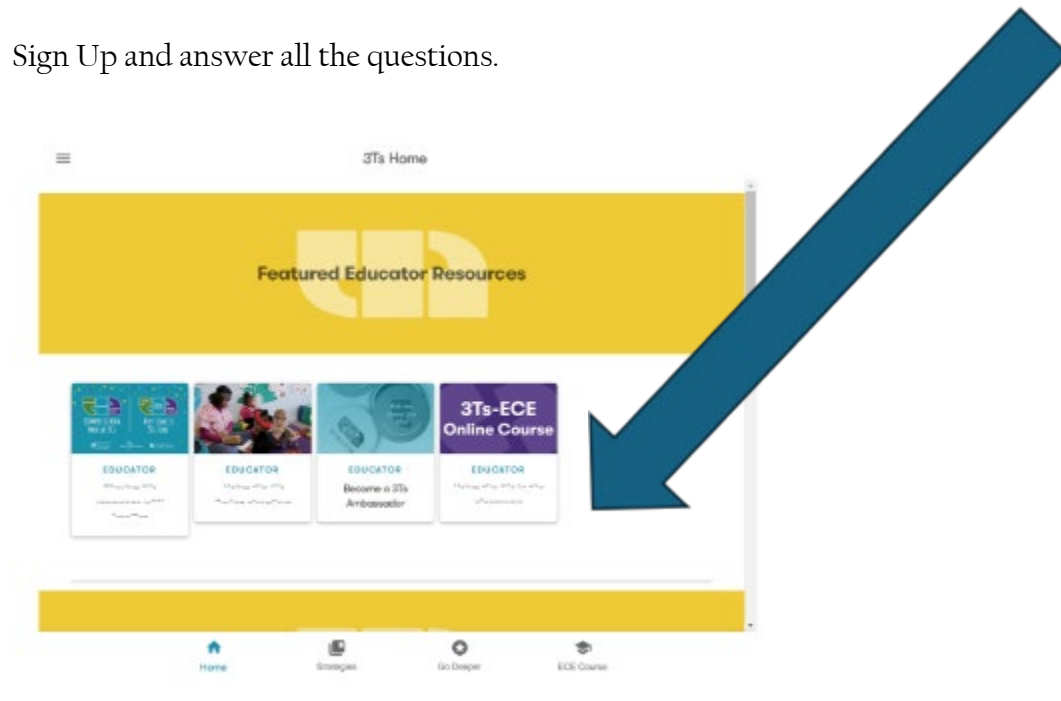 Sign Up and answer all the questions.
3Ts Home
Featured Educator Resources
3Ts-ECE
Online Course
EDUCATOR
EDUCATOR
EDUCATOR
EDUCATOR
Become a 3Ts
Ambassador
Home
Strategies
Go Deeper
ECE Course